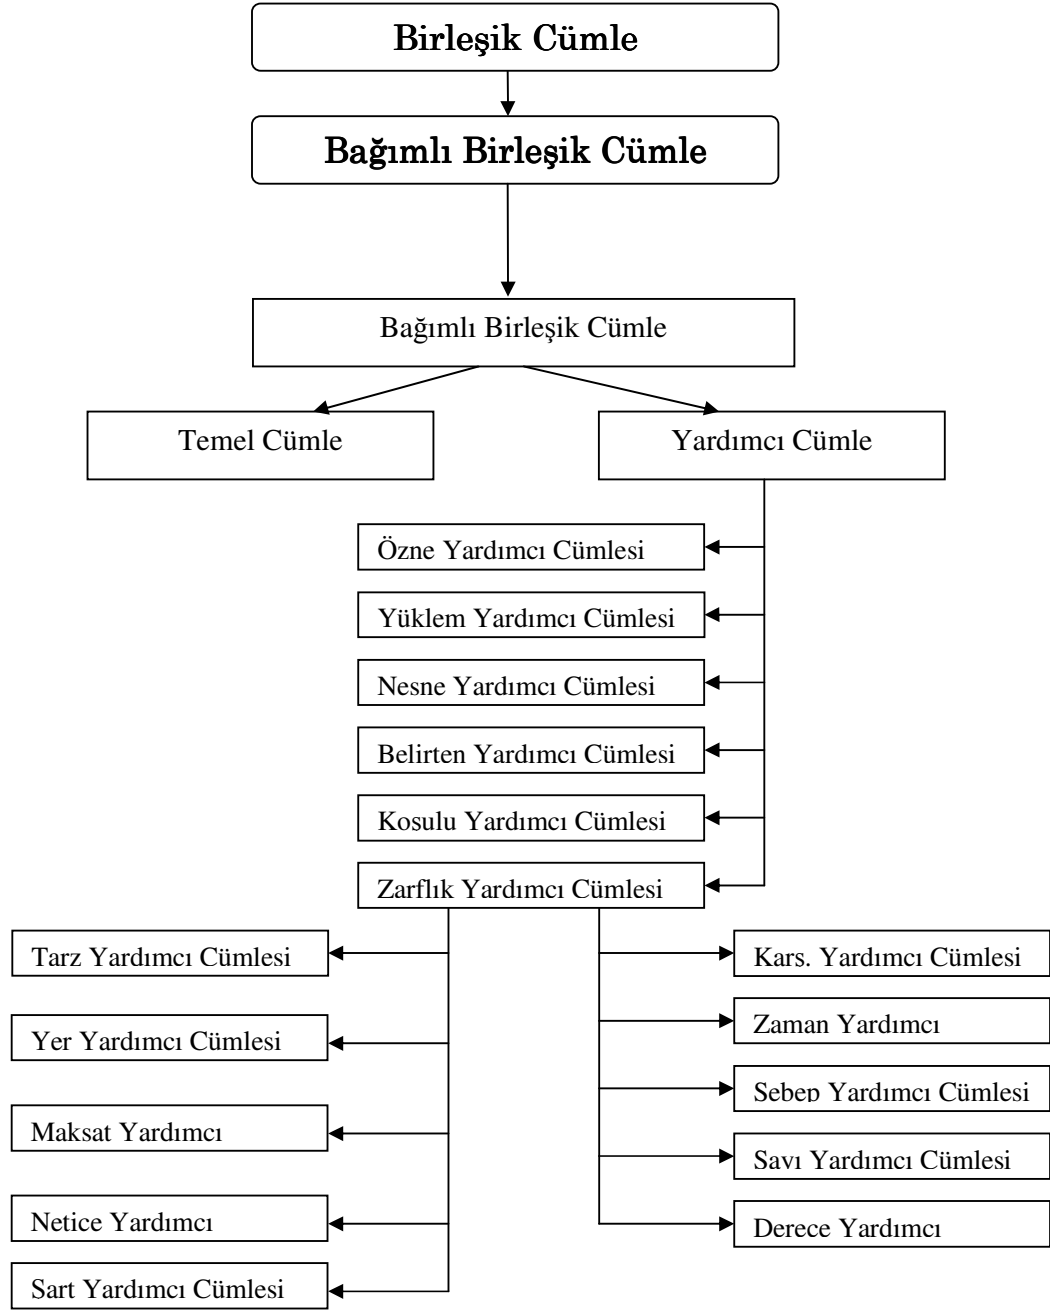 Birleşik Cümle
Bağımlı Birleşik Cümle
Bağımlı Birleşik Cümle
Temel Cümle
Yardımcı Cümle
Özne Yardımcı Cümlesi
Yüklem Yardımcı Cümlesi
Nesne Yardımcı Cümlesi
Belirten Yardımcı Cümlesi
Kosulu Yardımcı Cümlesi
Zarflık Yardımcı Cümlesi
Tarz Yardımcı Cümlesi
Yer Yardımcı Cümlesi
Maksat Yardımcı
Netice Yardımcı
Sart Yardımcı Cümlesi
Kars. Yardımcı Cümlesi
Zaman Yardımcı
Sebep Yardımcı Cümlesi
Savı Yardımcı Cümlesi
Derece Yardımcı